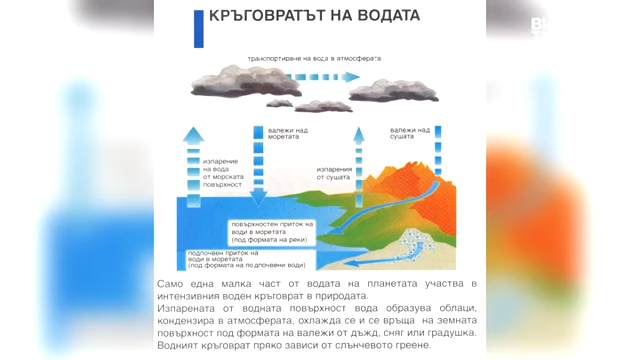 КРЪГОВРАТЪТ НА ВОДАТА
транспортиране на вода в атмосферата
валежи над
моретата
валежи над
сушата
изпарение
на вода
от морската
повърхност
изпарения
от сушата
повърхностен приток на
води в моретата
(под формата на реки)
подпочвен приток на
води в моретата
(под формата на подпочвени води)
Само една малка част от водата на планетата участва в
интензивния воден кръговрат в природата.
Изпарената от водната повърхност вода образува облаци,
кондензира в атмосферата, охлажда се и се връща на земната
повърхност под формата на валежи от дъжд, сняг или градушка.
Водният кръговрат пряко зависи от слънчевото греене.